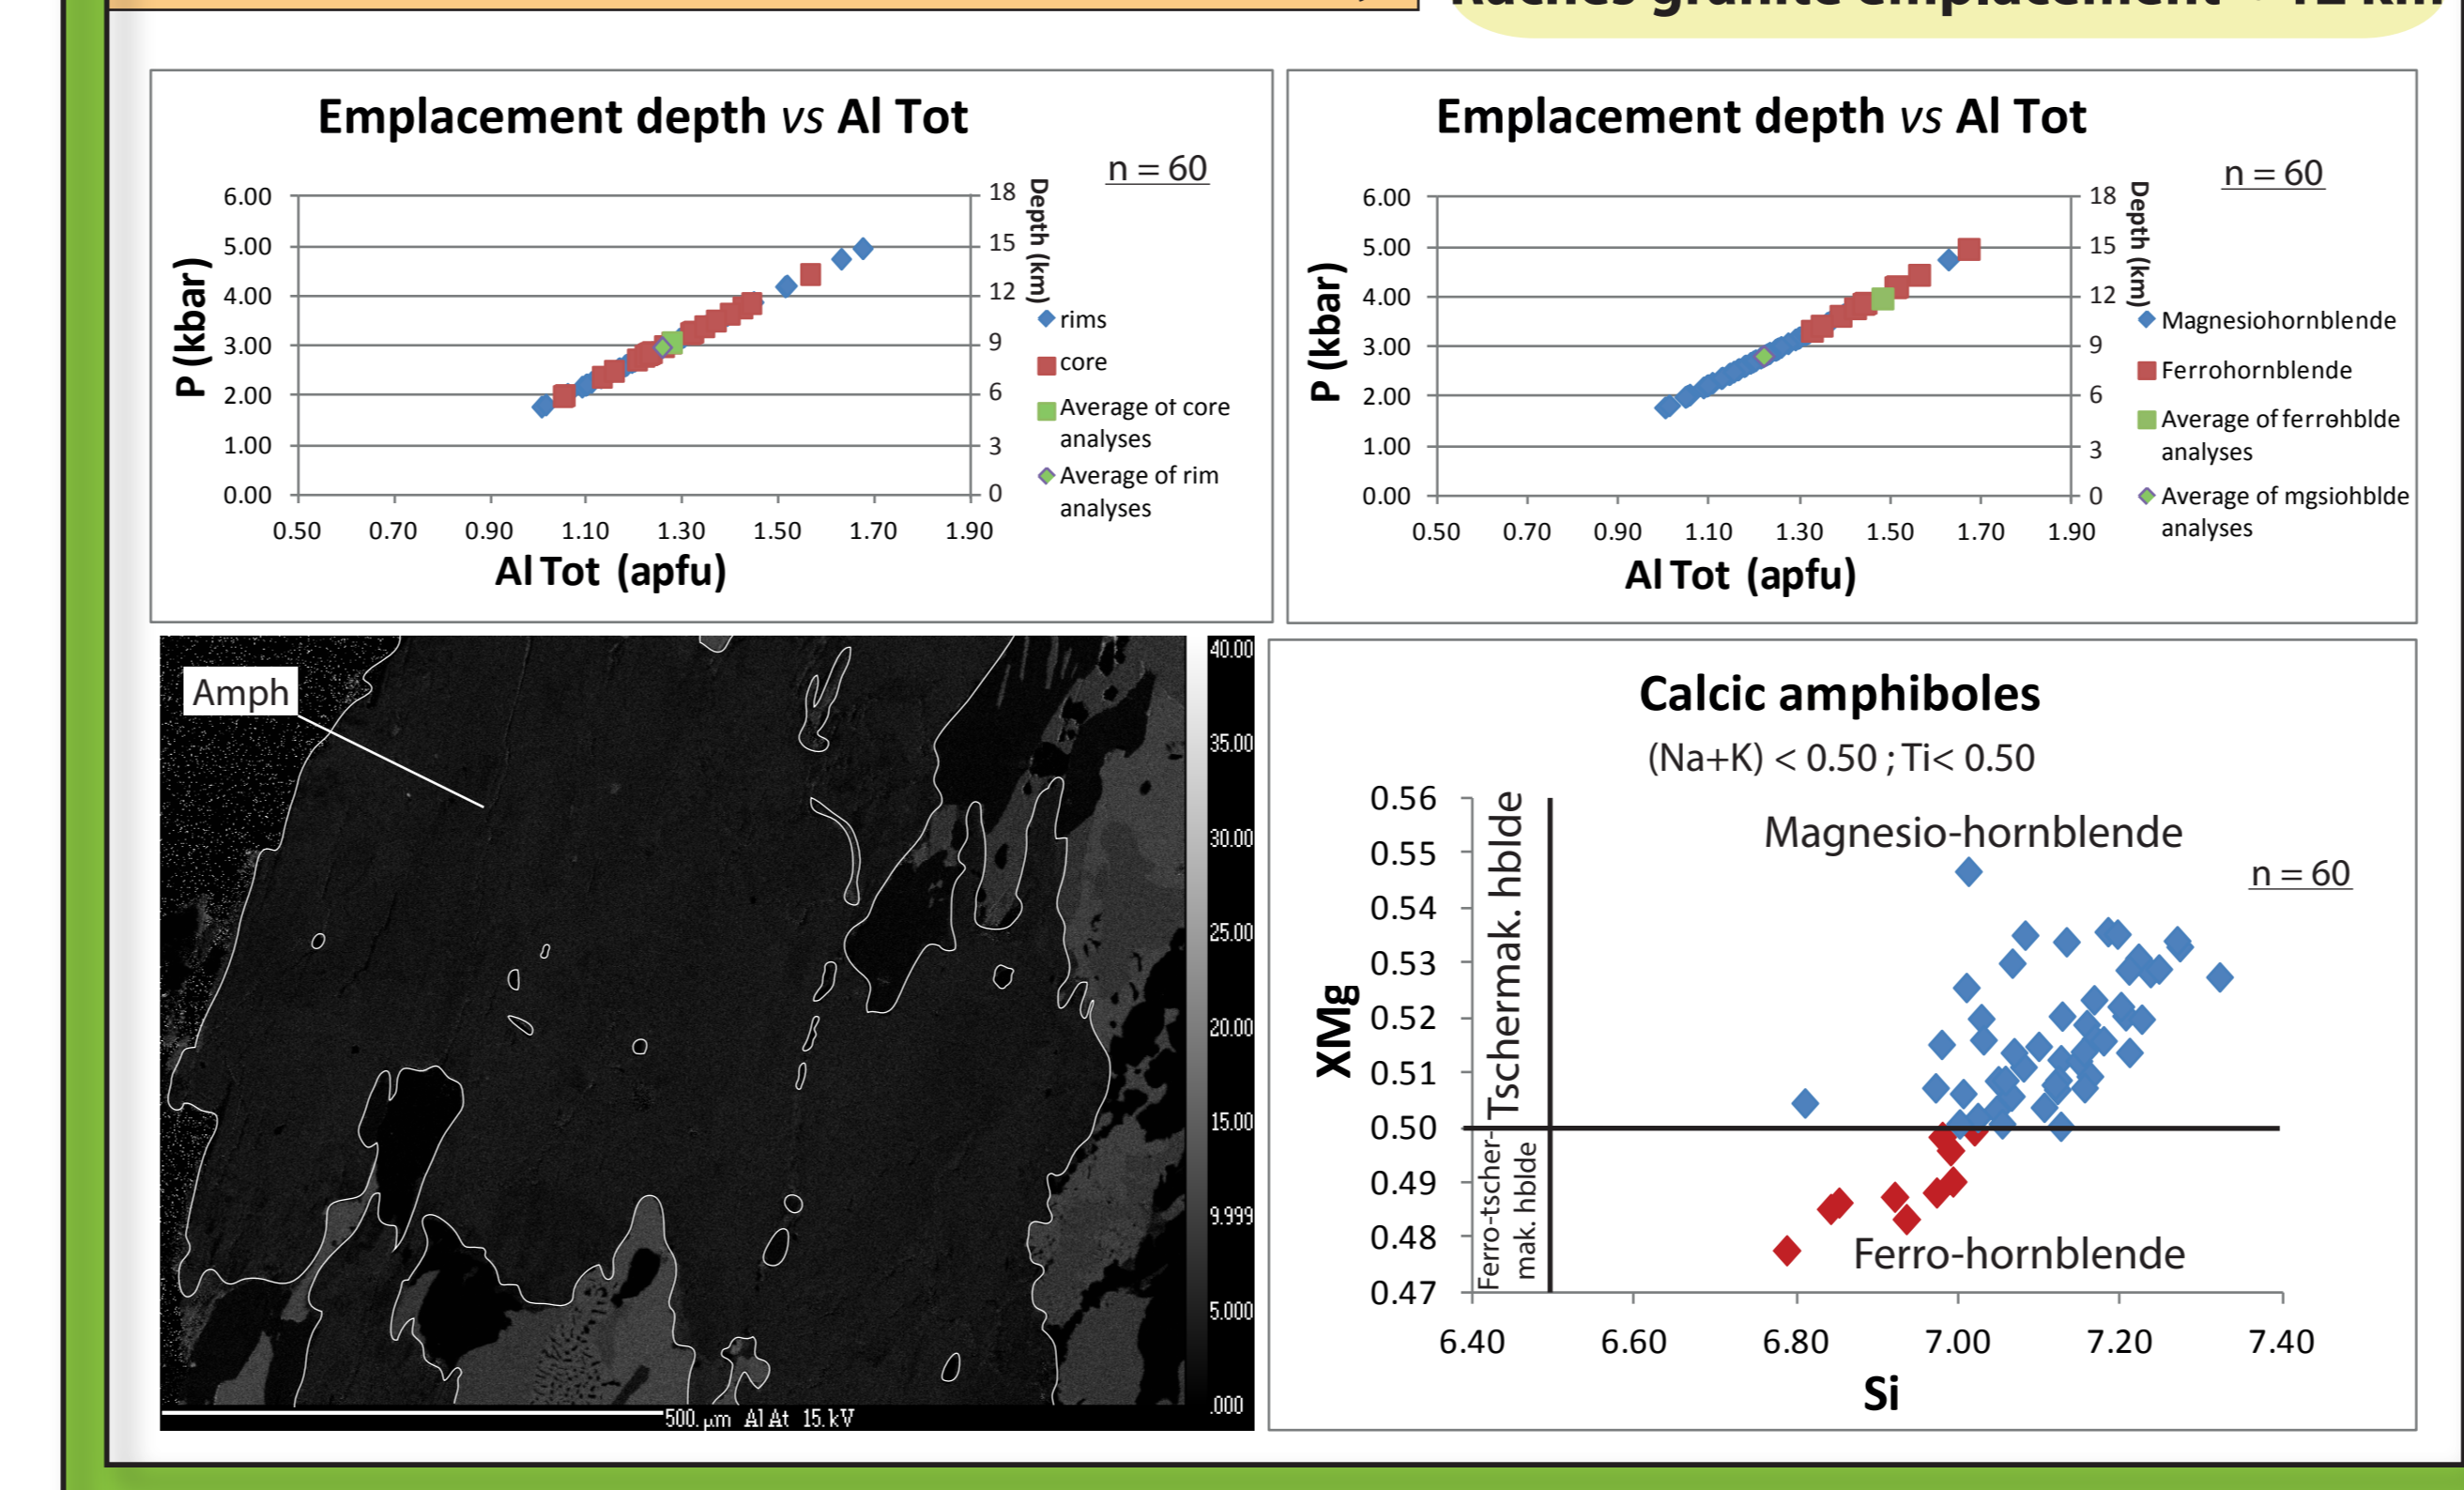 granite emplacement
Emplacement depth vs Al Tot
n = 60
6.00
5.00
4.00
3.00
2.00
1.00
0.00
P (kbar)
18
15
12
9
6
3
0
Depth (km)
rims
core
Average of core
analyses
Average of rim
analyses
0.50 0.70 0.90 1.10 1.30 1.50 1.70 1.90
Al Tot (apfu)
Emplacement depth vs Al Tot
n = 60
6.00
5.00
4.00
3.00
2.00
1.00
0.00
P (kbar)
18
15
12
9
6
3
0
Depth (km)
Magnesiohornblende
Ferrohornblende
Average of ferrohblde
analyses
Average of mgsiohblde
analyses
0.50 0.70 0.90 1.10 1.30 1.50 1.70 1.90
Al Tot (apfu)
Amph
40.00
35.00
30.00
25.00
20.00
15.00
9.999
5.000
.000
500. µm Al At 15. kV
Calcic amphiboles
(Na+K) < 0.50 ; Ti< 0.50
Magnesio-hornblende
n = 60
0.56
0.55
0.54
0.53
0.52
0.51
0.50
0.49
0.48
0.47
XMg
Tschermak. hblde
Ferro-tscher-
mak. hblde
Ferro-hornblende
6.40 6.60 6.80 7.00 7.20 7.40
Si